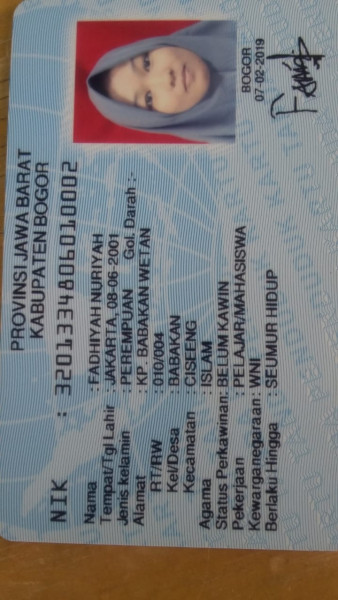 PROVINSI JAWA BARAT
KABUPATEN BOGOR
NIK : 3201334806010002
Nama : FADHIYAH NURIYAH
Tempat/Tgl Lahir : JAKARTA, 08-06-2001
Jenis kelamin : PEREMPUAN Gol. Darah :-
Alamat : KP. BABAKAN WETAN
RT/RW : 010/004
Kel/Desa : BABAKAN
Kecamatan : CISEENG
Agama : ISLAM
Status Perkawinan: BELUM KAWIN
Pekerjaan : PELAJAR/MAHASISWA
Kewarganegaraan: WNI
Berlaku Hingga : SEUMUR HIDUP
BOGOR
07-02-2019